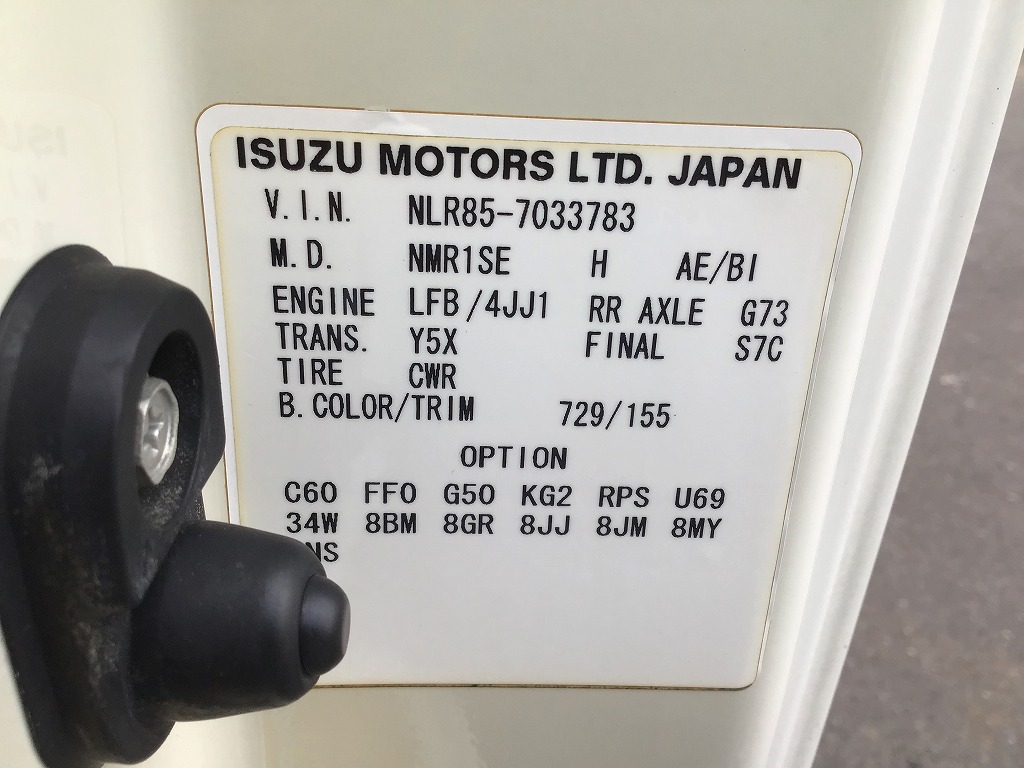 ISUZU MOTORS LTD. JAPAN
V.I.N. NLR85-7033783
M.D. NMR1SE H AE/BI
ENGINE LFB/4JJ1 RR AXLE G73
TRANS. Y5X FINAL S7C
TIRE CWR
B.COLOR/TRIM 729/155
OPTION
C60 FF0 G50 KG2 RPS U69
34W 8BM 8GR 8JJ 8JM 8MY